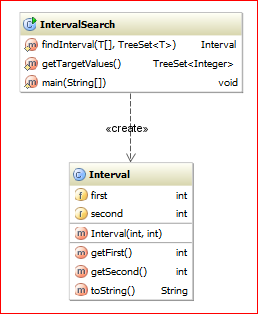 IntervalSearch
findInterval(T[], TreeSet<T>) Interval
getTargetValues() TreeSet<Integer>
main(String[]) void
«create»
Interval
first int
second int
Interval(int, int)
getFirst() int
getSecond() int
toString() String